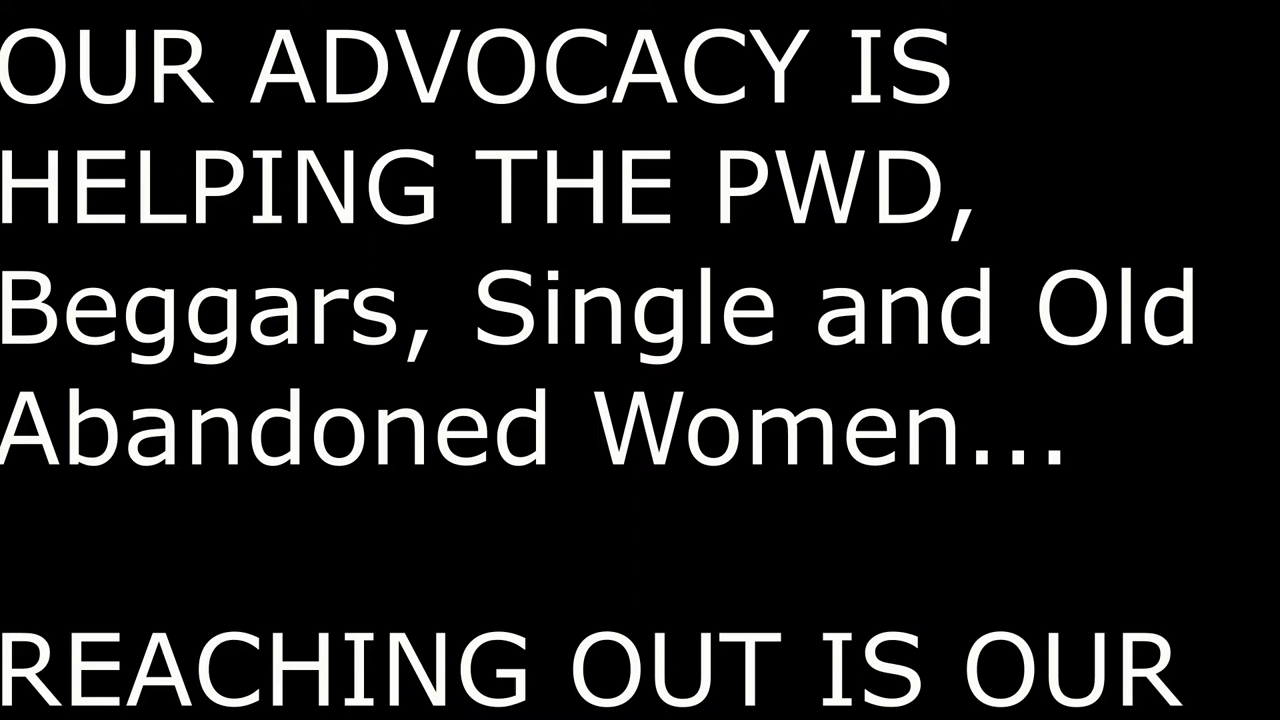 OUR ADVOCACY IS
HELPING THE PWD,
Beggars, Single and Old
Abandoned Women...
REACHING OUT IS OUR